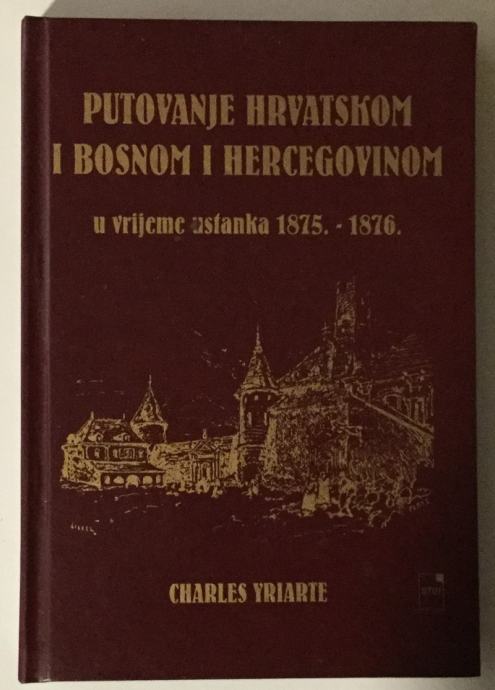 PUTOVANJE HRVATSKOM
I BOSNOM I HERCEGOVINOM
u vrijeme ustanka 1875. - 1876.
CHARLES YRIARTE